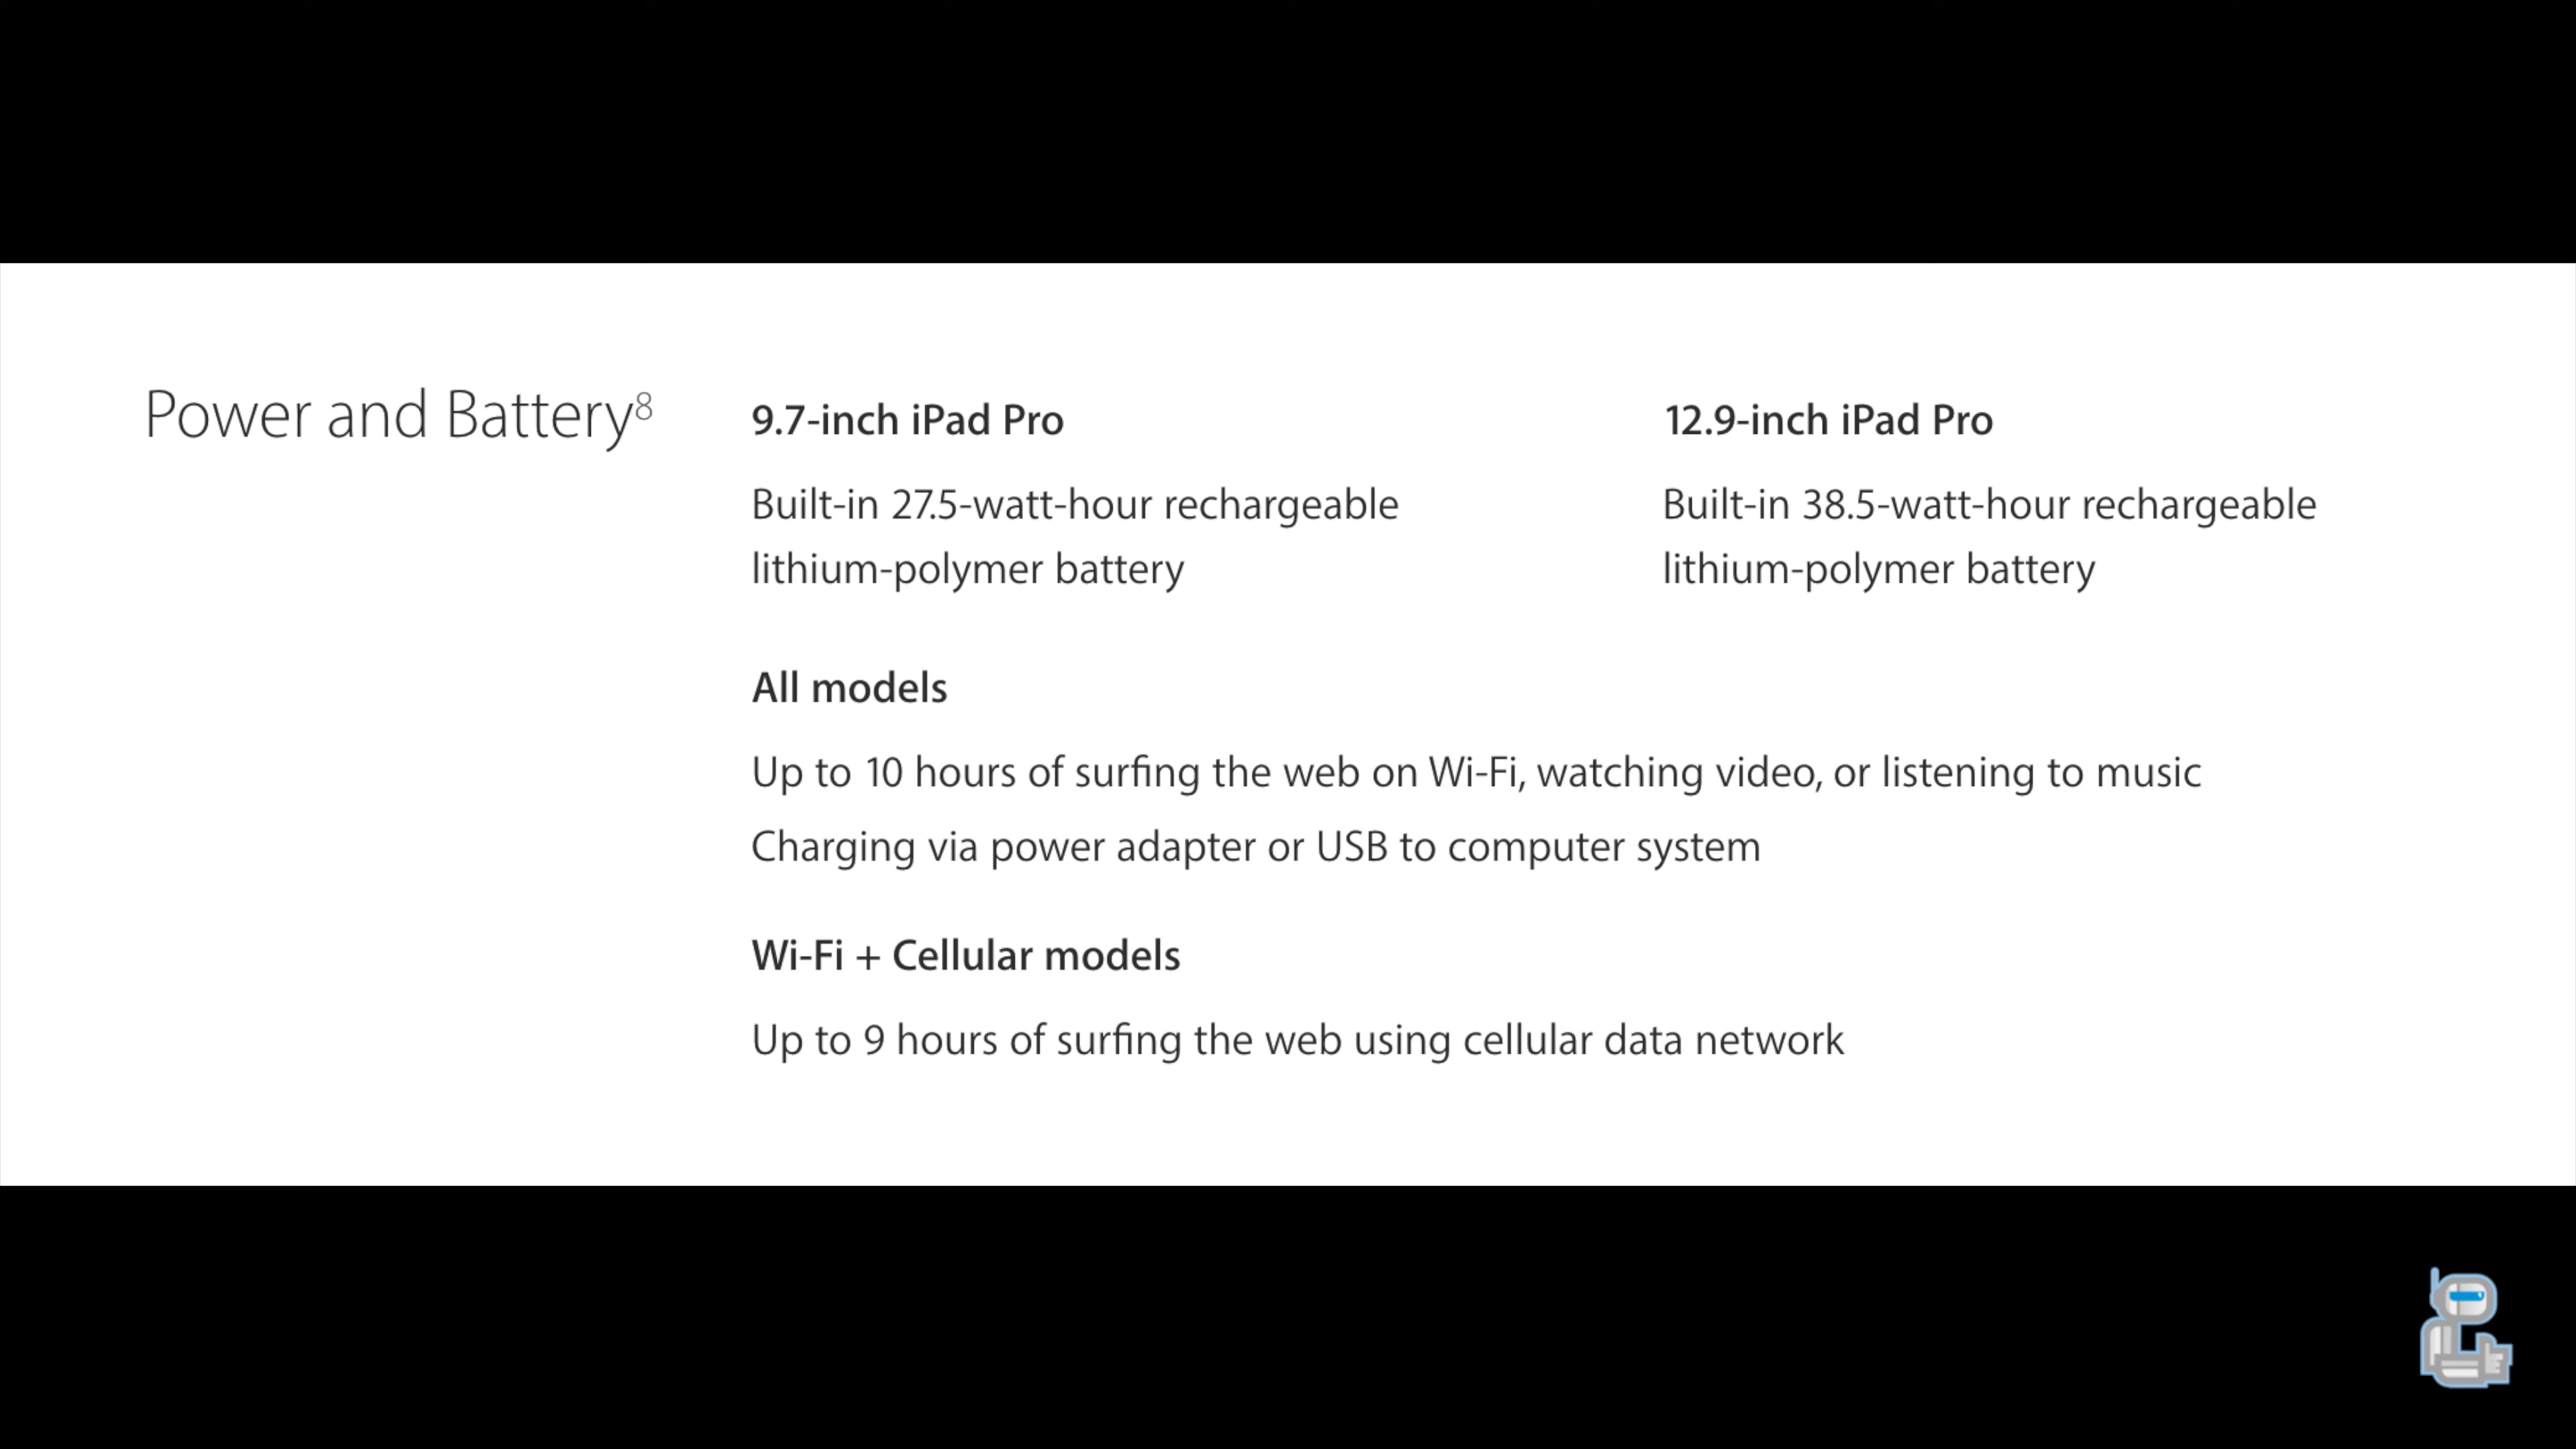 Power and Battery8
9.7-inch iPad Pro
Built-in 27.5-watt-hour rechargeable
lithium-polymer battery
12.9-inch iPad Pro
Built-in 38.5-watt-hour rechargeable
lithium-polymer battery
All models
Up to 10 hours of surfing the web on Wi-Fi, watching video, or listening to music
Charging via power adapter or USB to computer system
Wi-Fi + Cellular models
Up to 9 hours of surfing the web using cellular data network